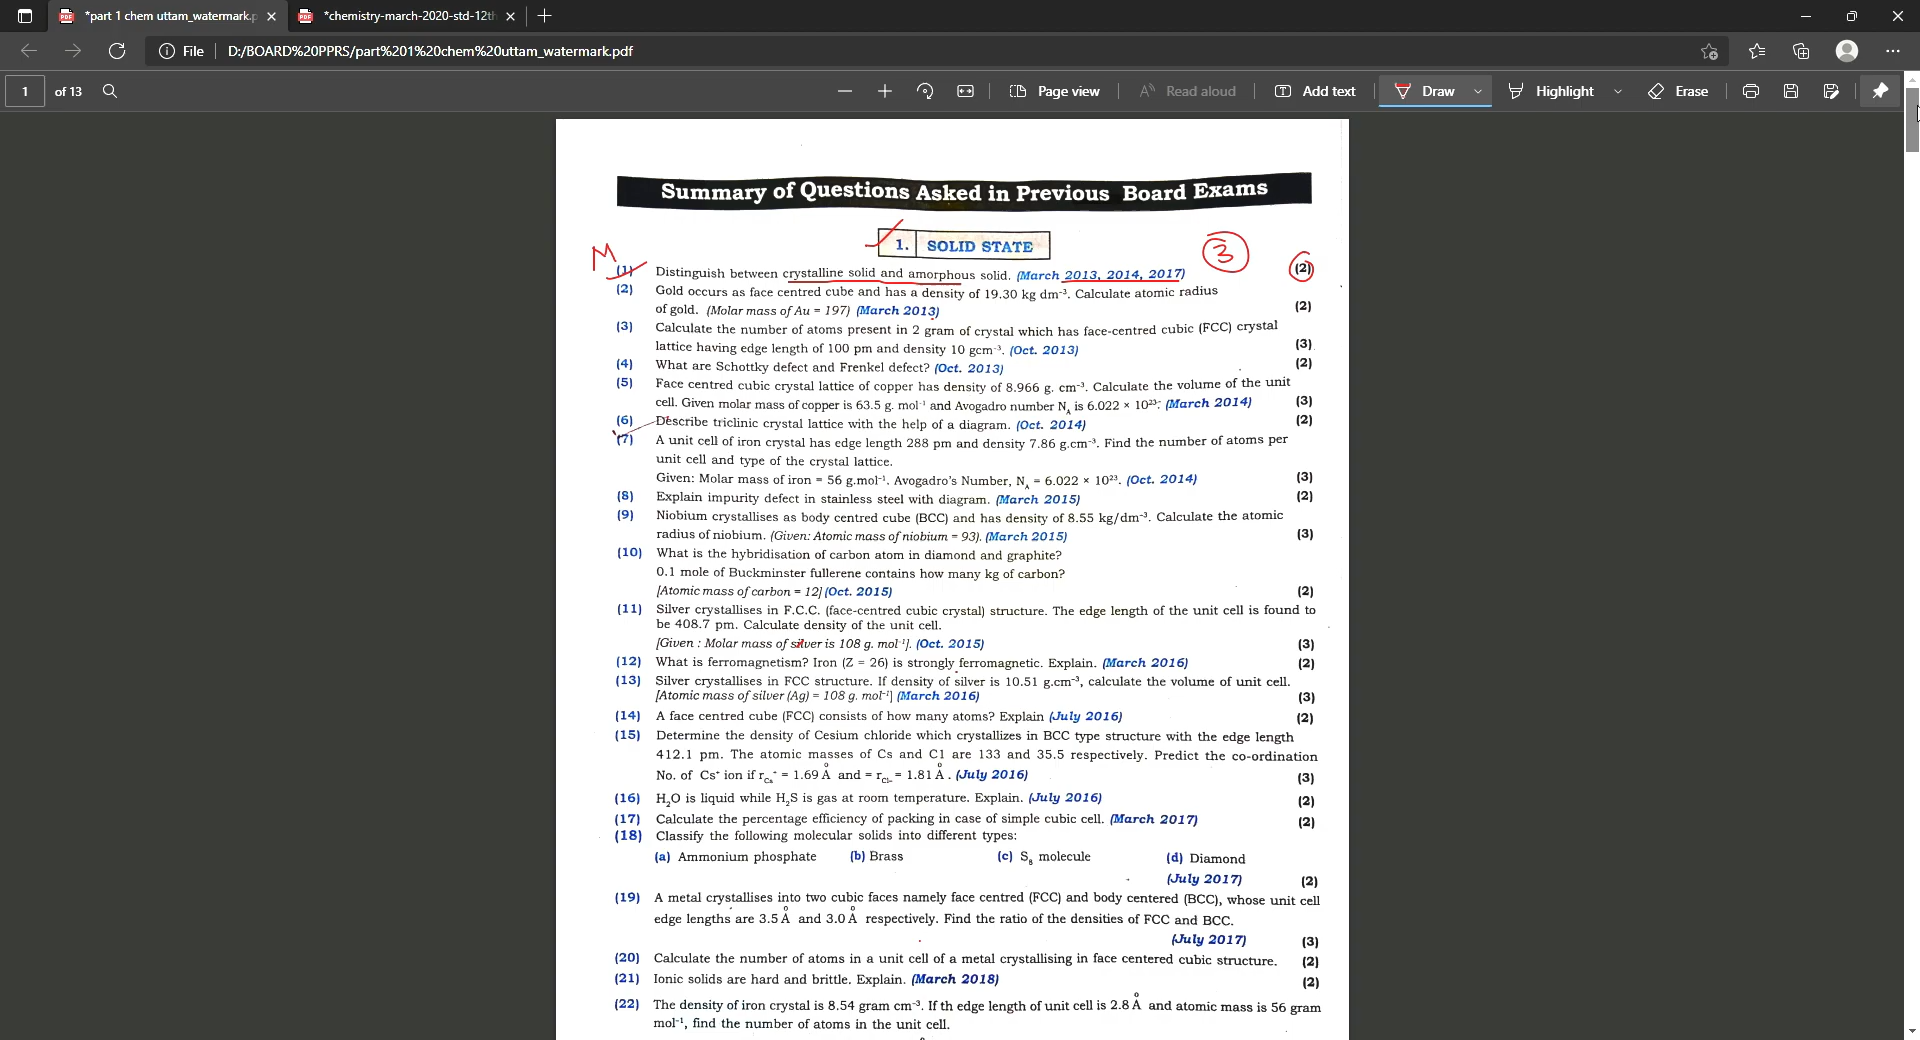 *part 1 chem uttam_watermark.p
*chemistry-march-2020-std-12th
File D:/BOARD%20PPRS/part%201%20chem%20uttam_watermark.pdf
1 of 13 Page view Read aloud Add text Draw Highlight Erase
Summary of Questions Asked in Previous Board Exams
1. SOLID STATE
M
3
(1) Distinguish between crystalline solid and amorphous solid. (March 2013, 2014, 2017) (2)
(2) Gold occurs as face centred cube and has a density of 19.30 kg dm⁻³. Calculate atomic radius
of gold. (Molar mass of Au = 197) (March 2013) (2)
(3) Calculate the number of atoms present in 2 gram of crystal which has face-centred cubic (FCC) crystal
lattice having edge length of 100 pm and density 10 gcm⁻³. (Oct. 2013) (3)
(4) What are Schottky defect and Frenkel defect? (Oct. 2013) (2)
(5) Face centred cubic crystal lattice of copper has density of 8.966 g. cm⁻³. Calculate the volume of the unit
cell. Given molar mass of copper is 63.5 g. mol⁻¹ and Avogadro number N_A is 6.022 × 10²³. (March 2014) (3)
(6) Describe triclinic crystal lattice with the help of a diagram. (Oct. 2014) (2)
(7) A unit cell of iron crystal has edge length 288 pm and density 7.86 g.cm⁻³. Find the number of atoms per
unit cell and type of the crystal lattice.
Given: Molar mass of iron = 56 g.mol⁻¹. Avogadro's Number, N_A = 6.022 × 10²³. (Oct. 2014) (3)
(8) Explain impurity defect in stainless steel with diagram. (March 2015) (2)
(9) Niobium crystallises as body centred cube (BCC) and has density of 8.55 kg/dm⁻³. Calculate the atomic
radius of niobium. (Given: Atomic mass of niobium = 93). (March 2015) (3)
(10) What is the hybridisation of carbon atom in diamond and graphite?
0.1 mole of Buckminster fullerene contains how many kg of carbon?
[Atomic mass of carbon = 12] (Oct. 2015) (2)
(11) Silver crystallises in F.C.C. (face-centred cubic crystal) structure. The edge length of the unit cell is found to
be 408.7 pm. Calculate density of the unit cell.
[Given : Molar mass of silver is 108 g. mol⁻¹]. (Oct. 2015) (3)
(12) What is ferromagnetism? Iron (Z = 26) is strongly ferromagnetic. Explain. (March 2016) (2)
(13) Silver crystallises in FCC structure. If density of silver is 10.51 g.cm⁻³, calculate the volume of unit cell.
[Atomic mass of silver (Ag) = 108 g. mol⁻¹] (March 2016) (3)
(14) A face centred cube (FCC) consists of how many atoms? Explain (July 2016) (2)
(15) Determine the density of Cesium chloride which crystallizes in BCC type structure with the edge length
412.1 pm. The atomic masses of Cs and C1 are 133 and 35.5 respectively. Predict the co-ordination
No. of Cs⁺ ion if r_Cs⁺ = 1.69 Å and = r_Cl- = 1.81 Å. (July 2016) (3)
(16) H₂O is liquid while H₂S is gas at room temperature. Explain. (July 2016) (2)
(17) Calculate the percentage efficiency of packing in case of simple cubic cell. (March 2017) (2)
(18) Classify the following molecular solids into different types:
(a) Ammonium phosphate (b) Brass (c) S₈ molecule (d) Diamond
(July 2017) (2)
(19) A metal crystallises into two cubic faces namely face centred (FCC) and body centered (BCC), whose unit cell
edge lengths are 3.5 Å and 3.0 Å respectively. Find the ratio of the densities of FCC and BCC.
(July 2017) (3)
(20) Calculate the number of atoms in a unit cell of a metal crystallising in face centered cubic structure. (2)
(21) Ionic solids are hard and brittle. Explain. (March 2018) (2)
(22) The density of iron crystal is 8.54 gram cm⁻³. If th edge length of unit cell is 2.8 Å and atomic mass is 56 gram
mol⁻¹, find the number of atoms in the unit cell.